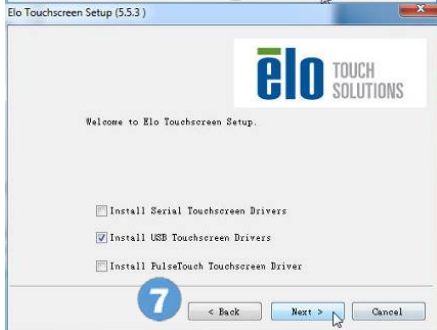 Elo Touchscreen Setup (5.5.3 )
ēlo TOUCH
SOLUTIONS
Welcome to Elo Touchscreen Setup.
Install Serial Touchscreen Drivers
Install USB Touchscreen Drivers
Install PulseTouch Touchscreen Driver
7
< Back Next > Cancel